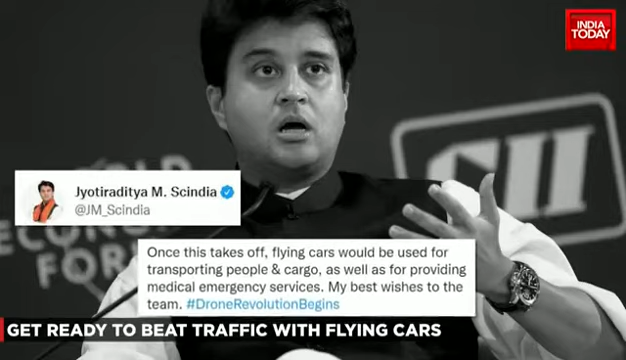 INDIA
TODAY
CII
Jyotiraditya M. Scindia
@JM_Scindia
Once this takes off, flying cars would be used for
transporting people & cargo, as well as for providing
medical emergency services. My best wishes to the
team. #DroneRevolutionBegins
GET READY TO BEAT TRAFFIC WITH FLYING CARS